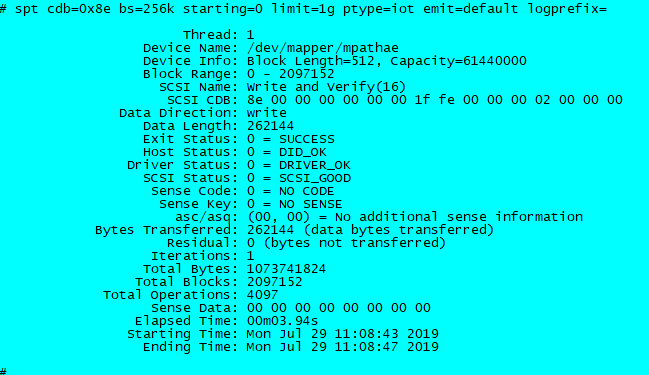 # spt cdb=0x8e bs=256k starting=0 limit=1g ptype=iot emit=default logprefix=
Thread: 1
Device Name: /dev/mapper/mpathae
Device Info: Block Length=512, Capacity=61440000
Block Range: 0 - 2097152
SCSI Name: Write and Verify(16)
SCSI CDB: 8e 00 00 00 00 00 00 1f fe 00 00 00 02 00 00 00
Data Direction: write
Data Length: 262144
Exit Status: 0 = SUCCESS
Host Status: 0 = DID_OK
Driver Status: 0 = DRIVER_OK
SCSI Status: 0 = SCSI_GOOD
Sense Code: 0 = NO CODE
Sense Key: 0 = NO SENSE
asc/asq: (00, 00) = No additional sense information
Bytes Transferred: 262144 (data bytes transferred)
Residual: 0 (bytes not transferred)
Iterations: 1
Total Bytes: 1073741824
Total Blocks: 2097152
Total Operations: 4097
Sense Data: 00 00 00 00 00 00 00 00
Elapsed Time: 00m03.94s
Starting Time: Mon Jul 29 11:08:43 2019
Ending Time: Mon Jul 29 11:08:47 2019
#